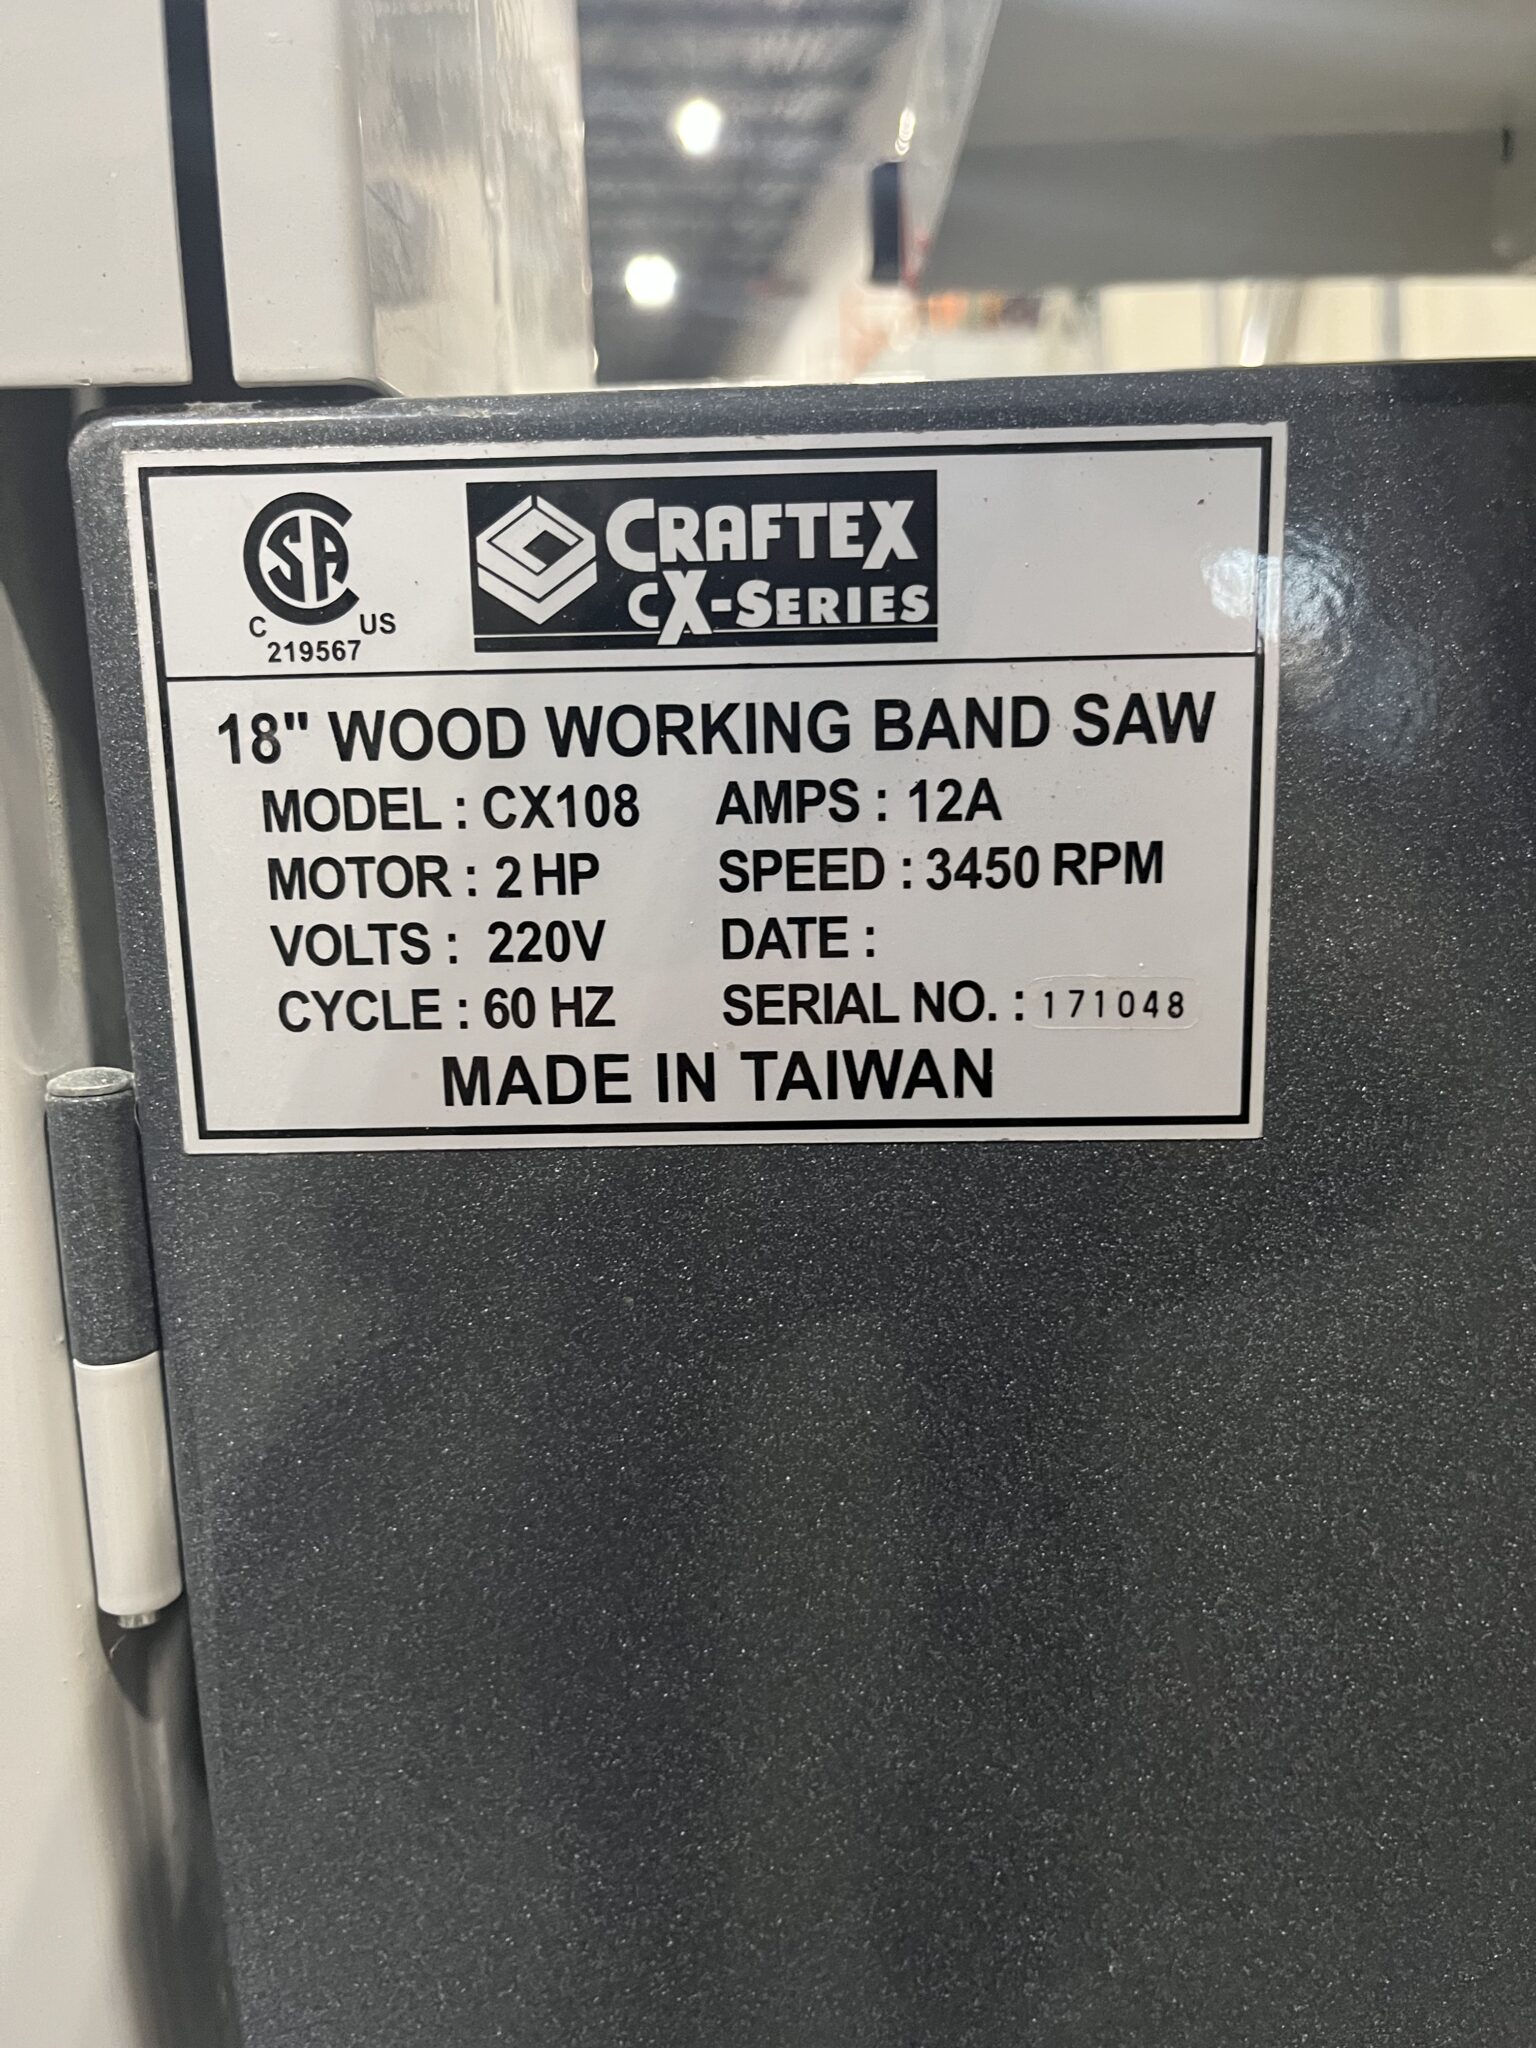 CSA
C US
219567
CRAFTEX
CX-SERIES
18" WOOD WORKING BAND SAW
MODEL : CX108 AMPS : 12A
MOTOR : 2 HP SPEED : 3450 RPM
VOLTS : 220V DATE :
CYCLE : 60 HZ SERIAL NO. : 171048
MADE IN TAIWAN